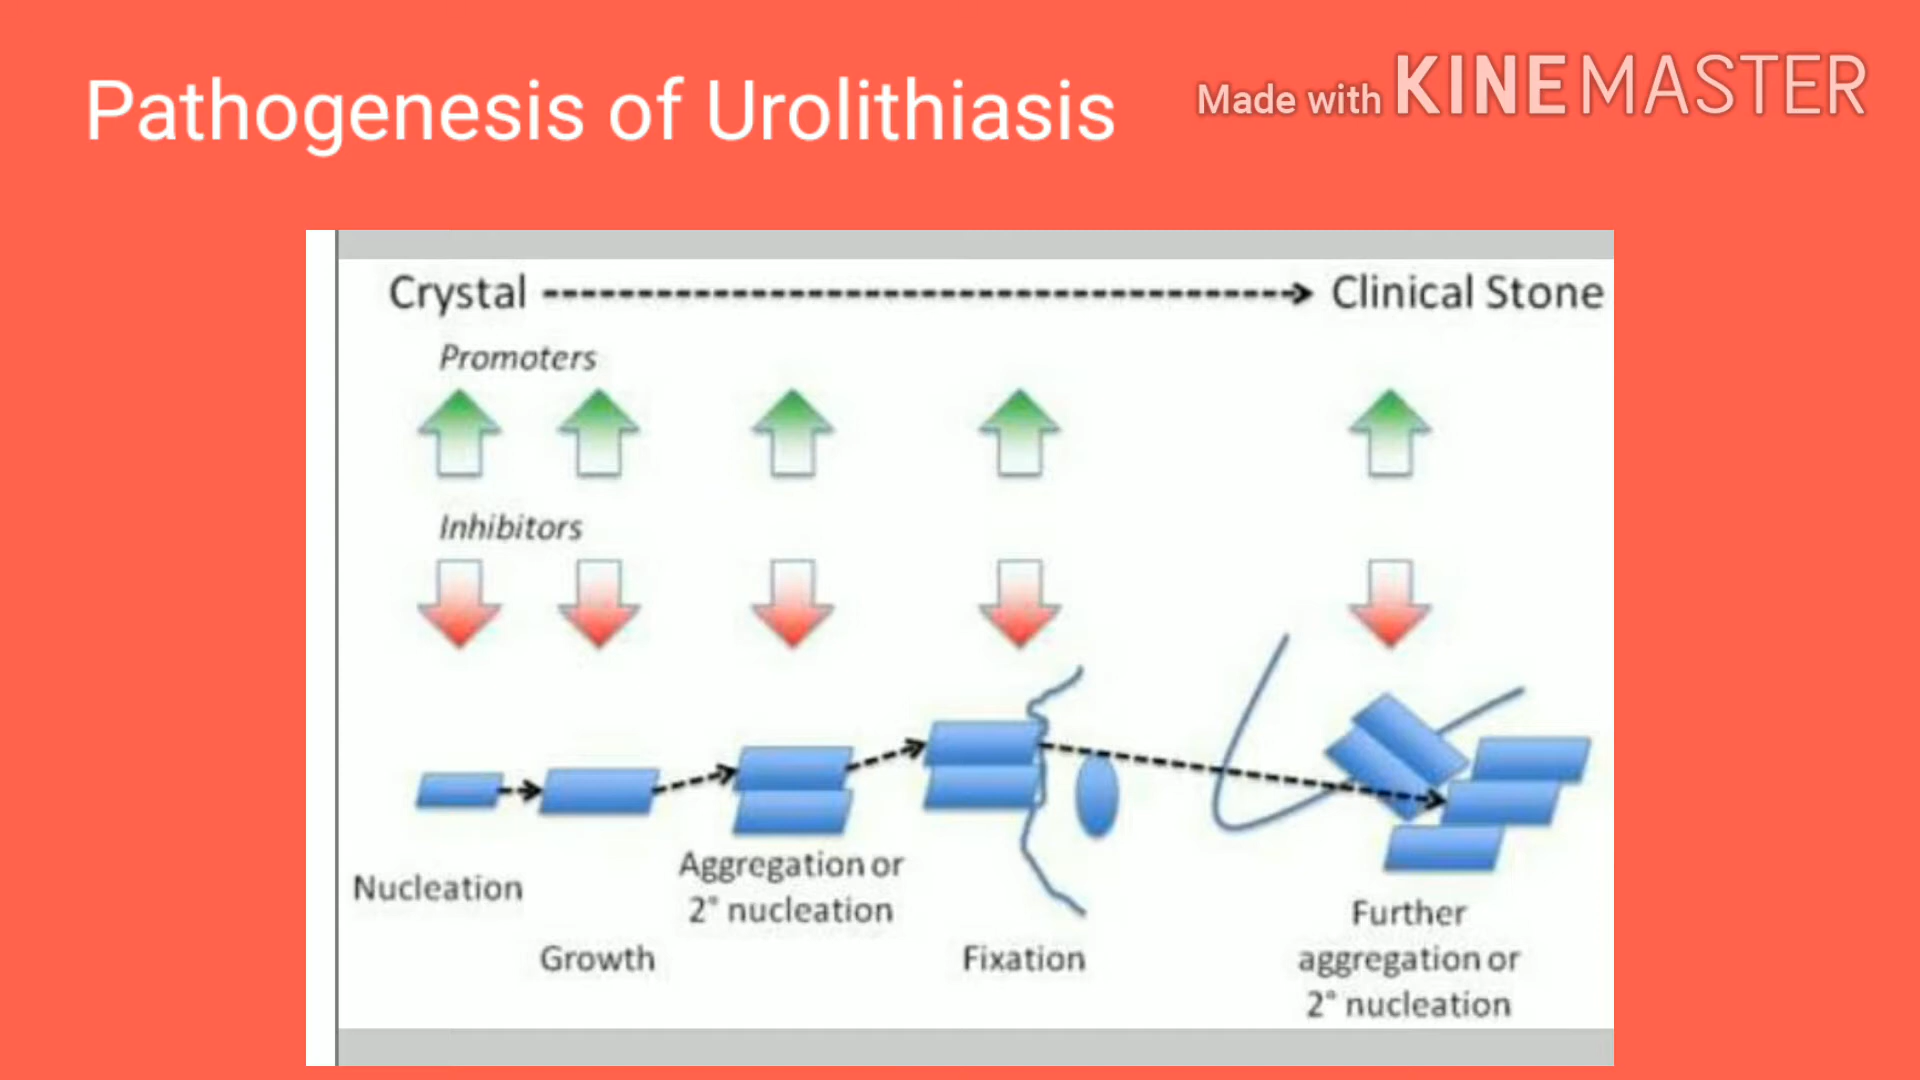 Pathogenesis of Urolithiasis
Made with KINEMASTER
Crystal
Clinical Stone
Promoters
Inhibitors
Nucleation
Growth
Aggregation or
2° nucleation
Fixation
Further
aggregation or
2° nucleation